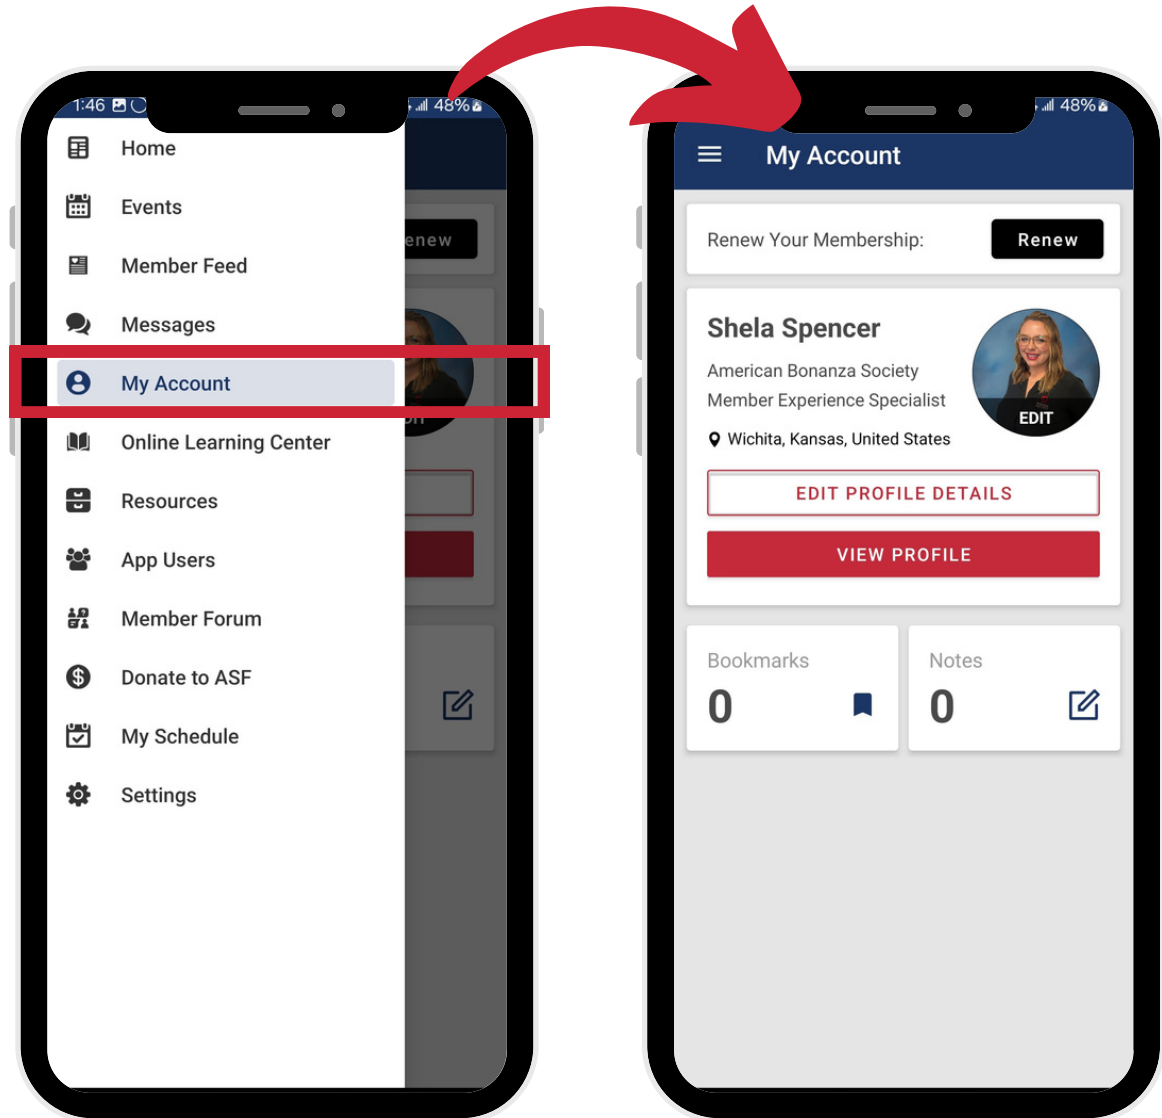 1:46
48%
Home
Events
enew
Member Feed
Messages
My Account
Online Learning Center
Resources
App Users
Member Forum
Donate to ASF
My Schedule
Settings
48%
My Account
Renew Your Membership: Renew
Shela Spencer
American Bonanza Society
Member Experience Specialist
EDIT
Wichita, Kansas, United States
EDIT PROFILE DETAILS
VIEW PROFILE
Bookmarks
0
Notes
0